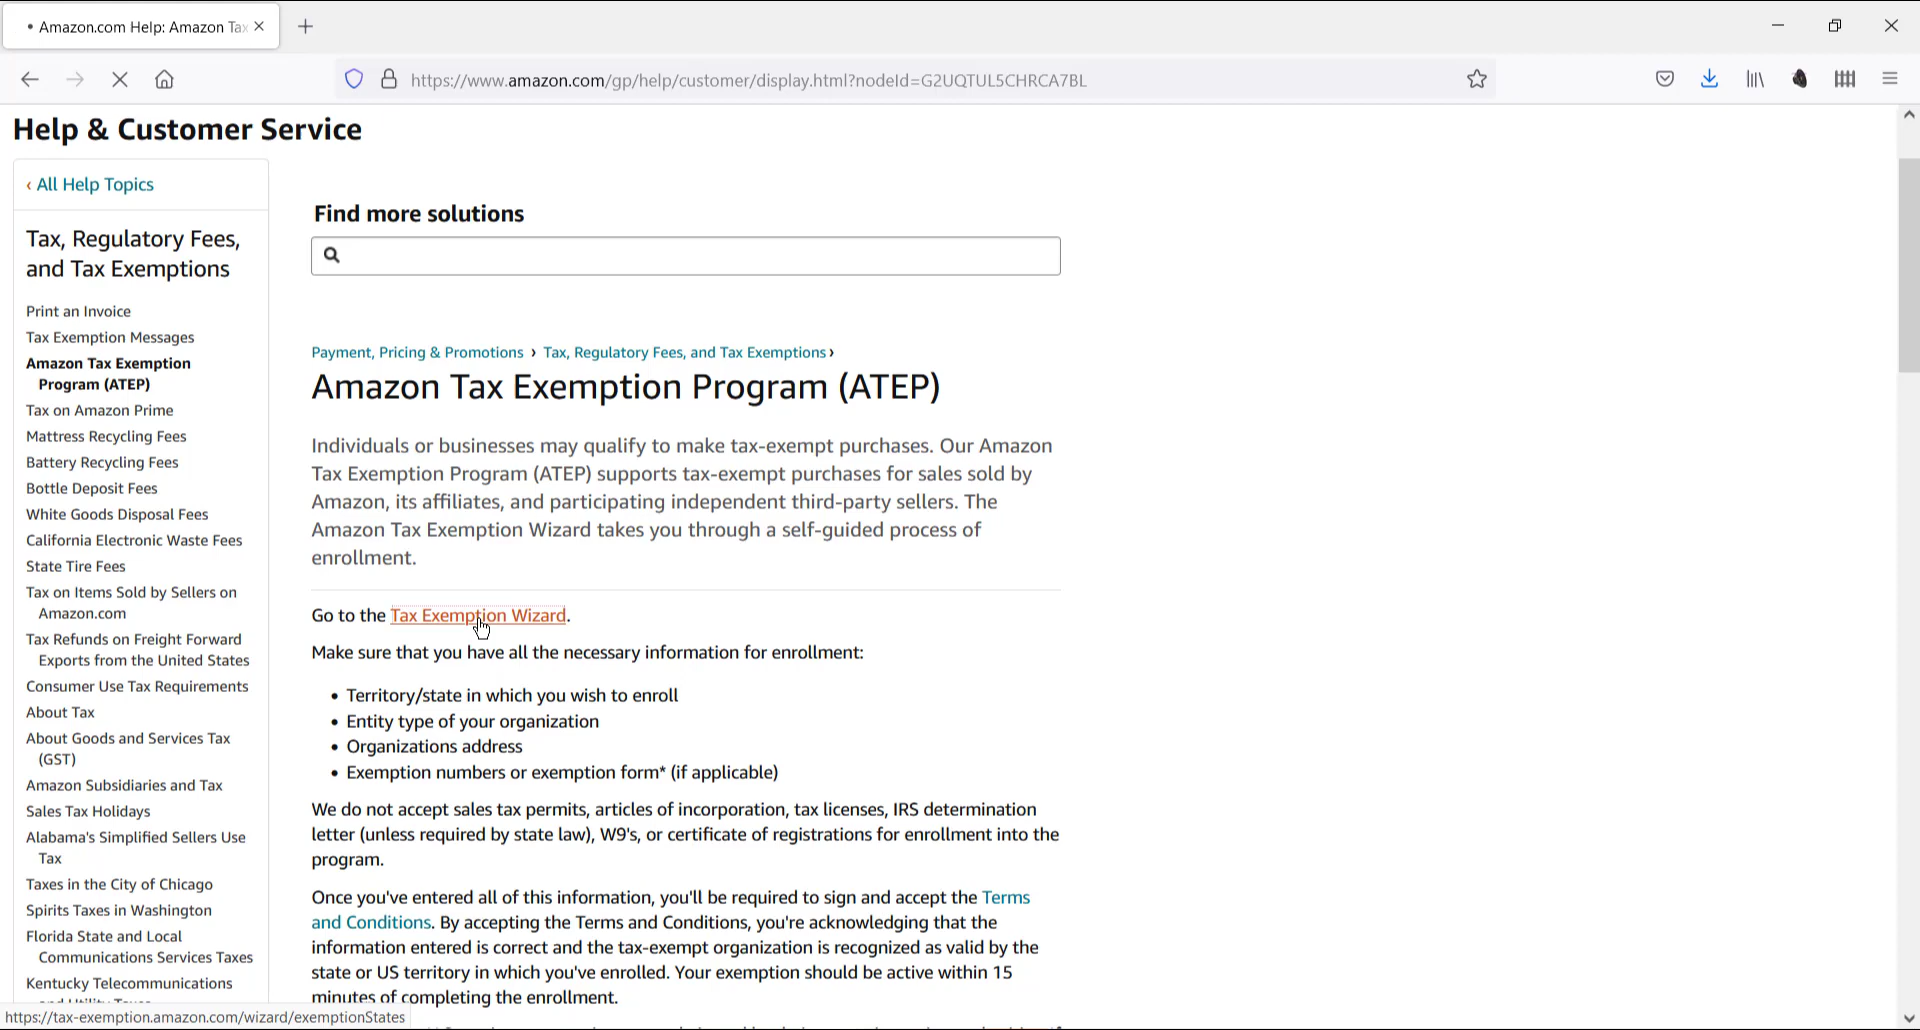 Amazon.com Help: Amazon Tax
https://www.amazon.com/gp/help/customer/display.html?nodeId=G2UQTUL5CHRCA7BL
Help & Customer Service
‹ All Help Topics
Tax, Regulatory Fees,
and Tax Exemptions
Print an Invoice
Tax Exemption Messages
Amazon Tax Exemption
Program (ATEP)
Tax on Amazon Prime
Mattress Recycling Fees
Battery Recycling Fees
Bottle Deposit Fees
White Goods Disposal Fees
California Electronic Waste Fees
State Tire Fees
Tax on Items Sold by Sellers on
Amazon.com
Tax Refunds on Freight Forward
Exports from the United States
Consumer Use Tax Requirements
About Tax
About Goods and Services Tax
(GST)
Amazon Subsidiaries and Tax
Sales Tax Holidays
Alabama's Simplified Sellers Use
Tax
Taxes in the City of Chicago
Spirits Taxes in Washington
Florida State and Local
Communications Services Taxes
Kentucky Telecommunications
Find more solutions
Payment, Pricing & Promotions › Tax, Regulatory Fees, and Tax Exemptions ›
Amazon Tax Exemption Program (ATEP)
Individuals or businesses may qualify to make tax-exempt purchases. Our Amazon
Tax Exemption Program (ATEP) supports tax-exempt purchases for sales sold by
Amazon, its affiliates, and participating independent third-party sellers. The
Amazon Tax Exemption Wizard takes you through a self-guided process of
enrollment.
Go to the Tax Exemption Wizard.
Make sure that you have all the necessary information for enrollment:
• Territory/state in which you wish to enroll
• Entity type of your organization
• Organizations address
• Exemption numbers or exemption form* (if applicable)
We do not accept sales tax permits, articles of incorporation, tax licenses, IRS determination
letter (unless required by state law), W9's, or certificate of registrations for enrollment into the
program.
Once you've entered all of this information, you'll be required to sign and accept the Terms
and Conditions. By accepting the Terms and Conditions, you're acknowledging that the
information entered is correct and the tax-exempt organization is recognized as valid by the
state or US territory in which you've enrolled. Your exemption should be active within 15
minutes of completing the enrollment.
https://tax-exemption.amazon.com/wizard/exemptionStates